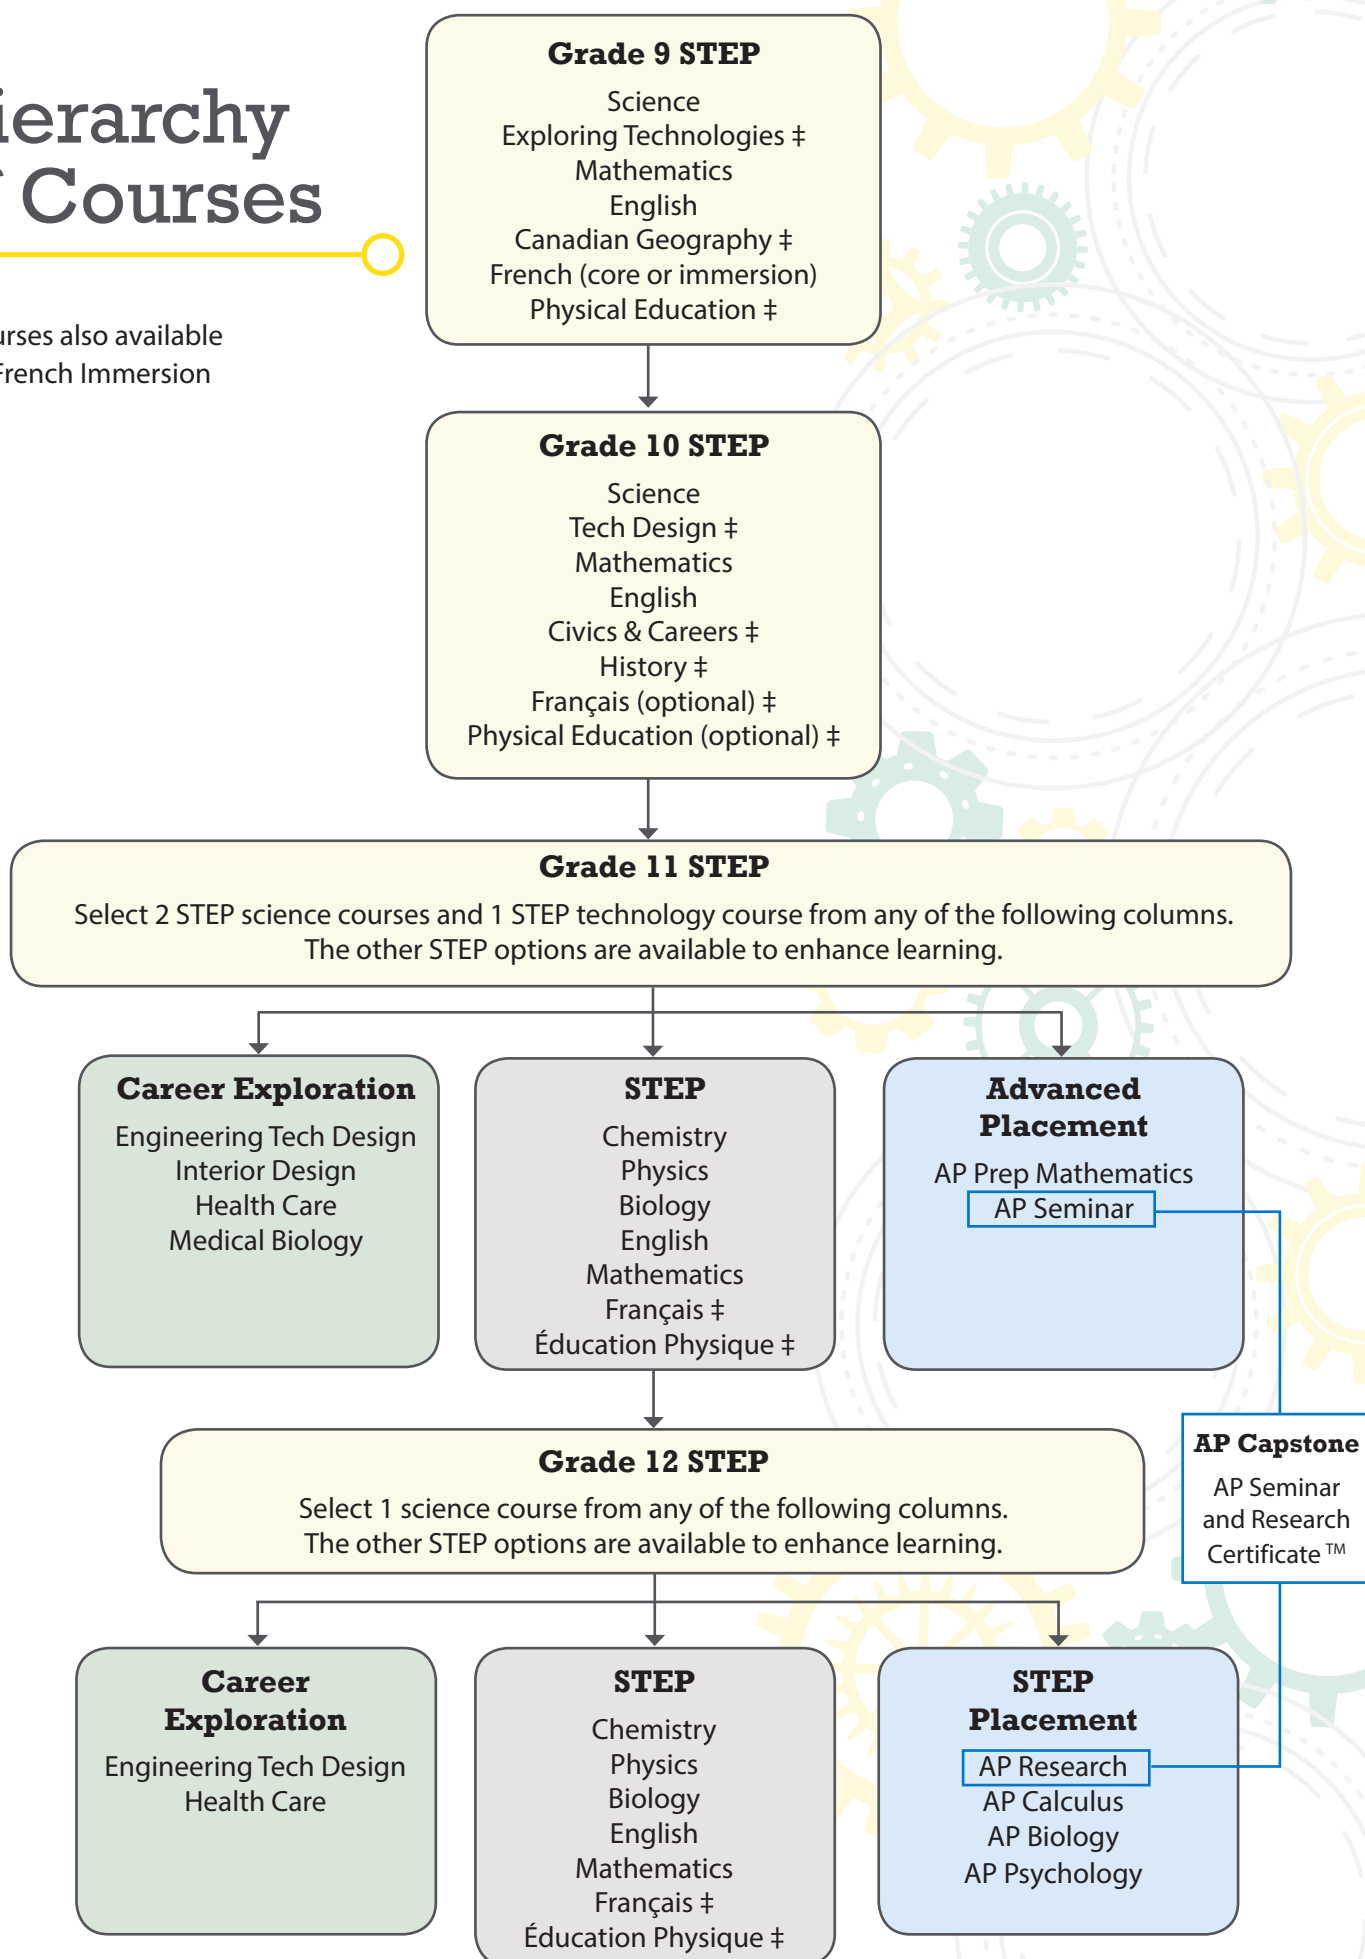 ierarchy
Courses
urses also available
French Immersion
Grade 9 STEP
Science
Exploring Technologies ‡
Mathematics
English
Canadian Geography ‡
French (core or immersion)
Physical Education ‡
Grade 10 STEP
Science
Tech Design ‡
Mathematics
English
Civics & Careers ‡
History ‡
Français (optional) ‡
Physical Education (optional) ‡
Grade 11 STEP
Select 2 STEP science courses and 1 STEP technology course from any of the following columns.
The other STEP options are available to enhance learning.
Career Exploration
Engineering Tech Design
Interior Design
Health Care
Medical Biology
STEP
Chemistry
Physics
Biology
English
Mathematics
Français ‡
Éducation Physique ‡
Advanced
Placement
AP Prep Mathematics
AP Seminar
Grade 12 STEP
Select 1 science course from any of the following columns.
The other STEP options are available to enhance learning.
AP Capstone
AP Seminar
and Research
Certificate™
Career
Exploration
Engineering Tech Design
Health Care
STEP
Chemistry
Physics
Biology
English
Mathematics
Français ‡
Éducation Physique ‡
STEP
Placement
AP Research
AP Calculus
AP Biology
AP Psychology